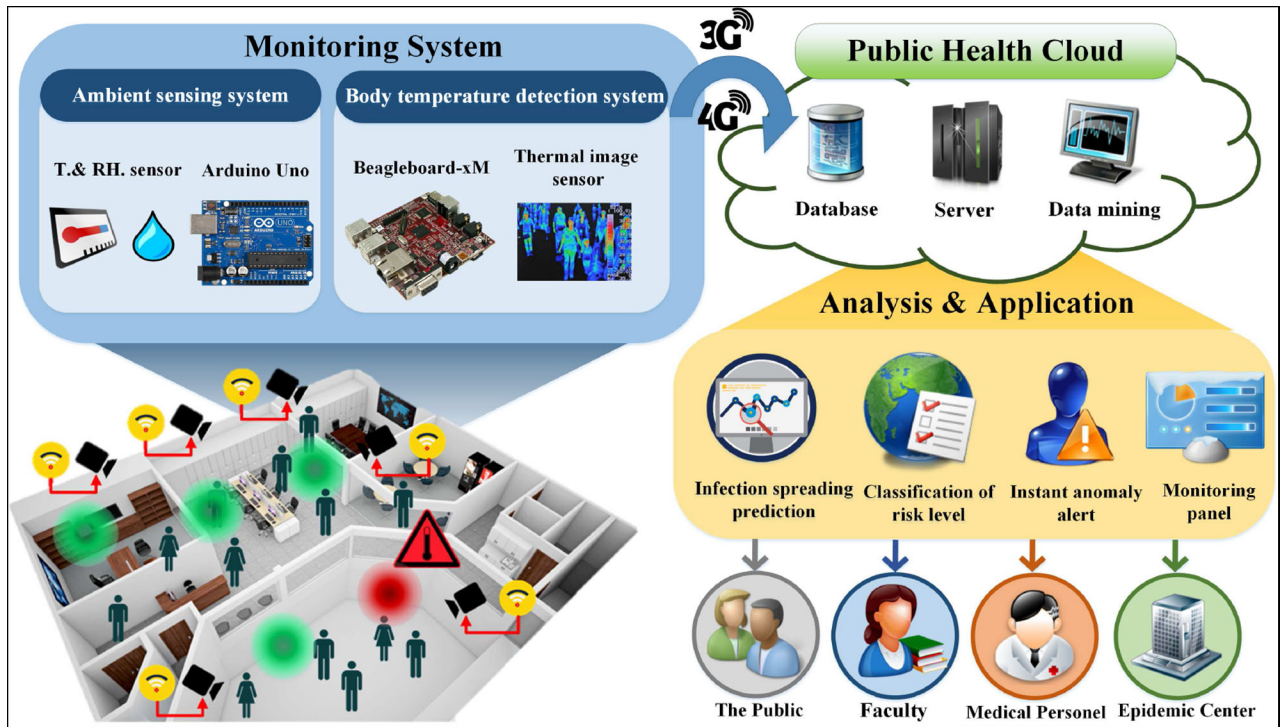 Monitoring System
Ambient sensing system
Body temperature detection system
T.& RH. sensor
Arduino Uno
Beagleboard-xM
Thermal image
sensor
UNO
ARDUINO
3G
4G
Public Health Cloud
Database
Server
Data mining
Analysis & Application
Infection spreading
prediction
Classification of
risk level
Instant anomaly
alert
Monitoring
panel
The Public
Faculty
Medical Personel
Epidemic Center